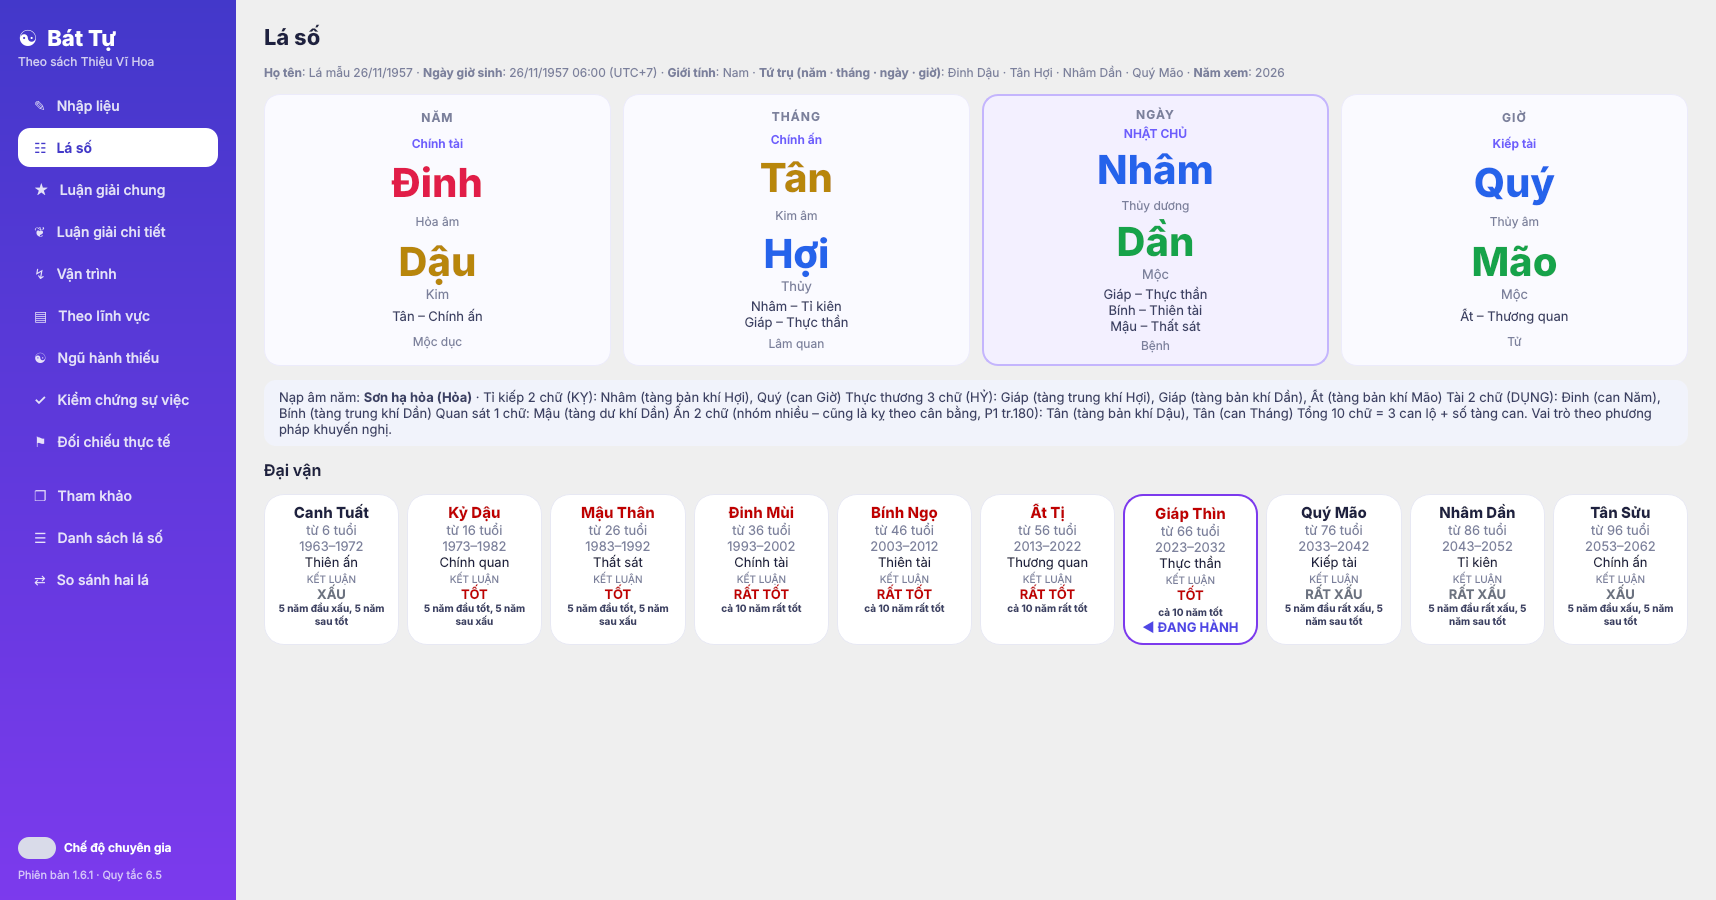 ☯ Bát Tự
Theo sách Thiệu Vĩ Hoa
✎ Nhập liệu
☷ Lá số
★ Luận giải chung
❦ Luận giải chi tiết
↯ Vận trình
▤ Theo lĩnh vực
☯ Ngũ hành thiếu
✓ Kiểm chứng sự việc
⚑ Đối chiếu thực tế
❐ Tham khảo
☰ Danh sách lá số
⇄ So sánh hai lá
Chế độ chuyên gia
Phiên bản 1.6.1 · Quy tắc 6.5
Lá số
Họ tên: Lá mẫu 26/11/1957 · Ngày giờ sinh: 26/11/1957 06:00 (UTC+7) · Giới tính: Nam · Tứ trụ (năm · tháng · ngày · giờ): Đinh Dậu · Tân Hợi · Nhâm Dần · Quý Mão · Năm xem: 2026
NĂM
Chính tài
Đinh
Hỏa âm
Dậu
Kim
Tân – Chính ấn
Mộc dục
THÁNG
Chính ấn
Tân
Kim âm
Hợi
Thủy
Nhâm – Tỉ kiên
Giáp – Thực thần
Lâm quan
NGÀY
NHẬT CHỦ
Nhâm
Thủy dương
Dần
Mộc
Giáp – Thực thần
Bính – Thiên tài
Mậu – Thất sát
Bệnh
GIỜ
Kiếp tài
Quý
Thủy âm
Mão
Mộc
Ất – Thương quan
Tử
Nạp âm năm: Sơn hạ hỏa (Hỏa) · Tỉ kiếp 2 chữ (KỴ): Nhâm (tàng bản khí Hợi), Quý (can Giờ) Thực thương 3 chữ (HỶ): Giáp (tàng trung khí Hợi), Giáp (tàng bản khí Dần), Ất (tàng bản khí Mão) Tài 2 chữ (DỤNG): Đinh (can Năm),
Bính (tàng trung khí Dần) Quan sát 1 chữ: Mậu (tàng dư khí Dần) Ấn 2 chữ (nhóm nhiều – cũng là kỵ theo cân bằng, P1 tr.180): Tân (tàng bản khí Dậu), Tân (can Tháng) Tổng 10 chữ = 3 can lộ + số tàng can. Vai trò theo phương
pháp khuyến nghị.
Đại vận
Canh Tuất
từ 6 tuổi
1963–1972
Thiên ấn
KẾT LUẬN
XẤU
5 năm đầu xấu, 5 năm
sau tốt
Kỷ Dậu
từ 16 tuổi
1973–1982
Chính quan
KẾT LUẬN
TỐT
5 năm đầu tốt, 5 năm
sau xấu
Mậu Thân
từ 26 tuổi
1983–1992
Thất sát
KẾT LUẬN
TỐT
5 năm đầu tốt, 5 năm
sau xấu
Đinh Mùi
từ 36 tuổi
1993–2002
Chính tài
KẾT LUẬN
RẤT TỐT
cả 10 năm rất tốt
Bính Ngọ
từ 46 tuổi
2003–2012
Thiên tài
KẾT LUẬN
RẤT TỐT
cả 10 năm rất tốt
Ất Tị
từ 56 tuổi
2013–2022
Thương quan
KẾT LUẬN
RẤT TỐT
cả 10 năm rất tốt
Giáp Thìn
từ 66 tuổi
2023–2032
Thực thần
KẾT LUẬN
TỐT
cả 10 năm tốt
◀ ĐANG HÀNH
Quý Mão
từ 76 tuổi
2033–2042
Kiếp tài
KẾT LUẬN
RẤT XẤU
5 năm đầu rất xấu, 5
năm sau tốt
Nhâm Dần
từ 86 tuổi
2043–2052
Tỉ kiên
KẾT LUẬN
RẤT XẤU
5 năm đầu rất xấu, 5
năm sau tốt
Tân Sửu
từ 96 tuổi
2053–2062
Chính ấn
KẾT LUẬN
XẤU
5 năm đầu xấu, 5 năm
sau tốt